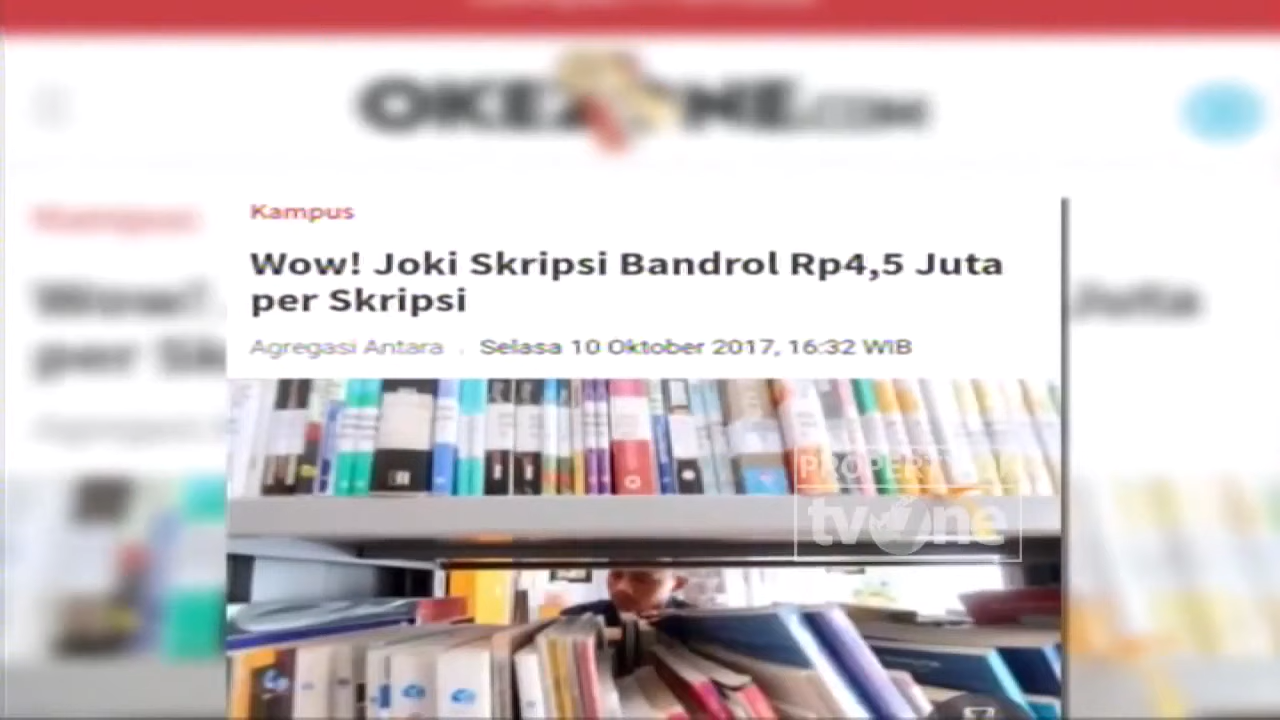 OKEZONE.COM
Kampus
Wow! Joki Skripsi Bandrol Rp4,5 Juta
per Skripsi
Agregasi Antara . Selasa 10 Oktober 2017, 16:32 WIB
tvOne